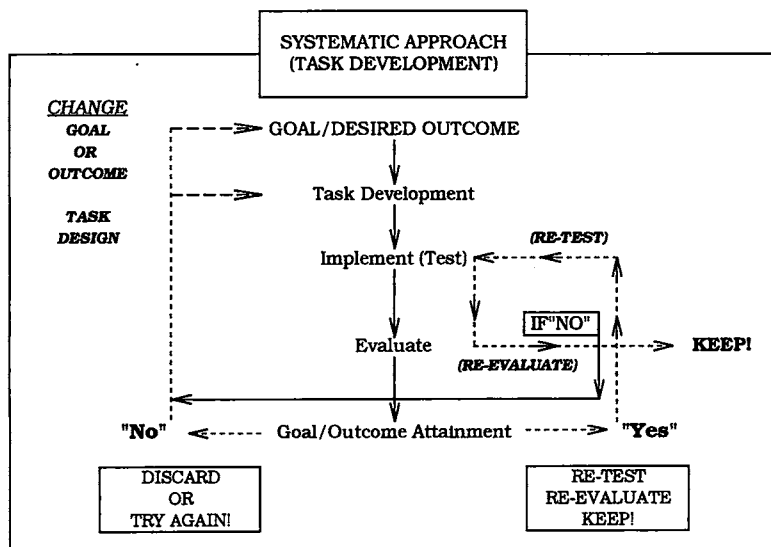 SYSTEMATIC APPROACH
(TASK DEVELOPMENT)
CHANGE
GOAL
OR
OUTCOME
TASK
DESIGN
GOAL/DESIRED OUTCOME
Task Development
Implement (Test)
(RE-TEST)
IF"NO"
Evaluate
(RE-EVALUATE)
KEEP!
"No"
Goal/Outcome Attainment
"Yes"
DISCARD
OR
TRY AGAIN!
RE-TEST
RE-EVALUATE
KEEP!